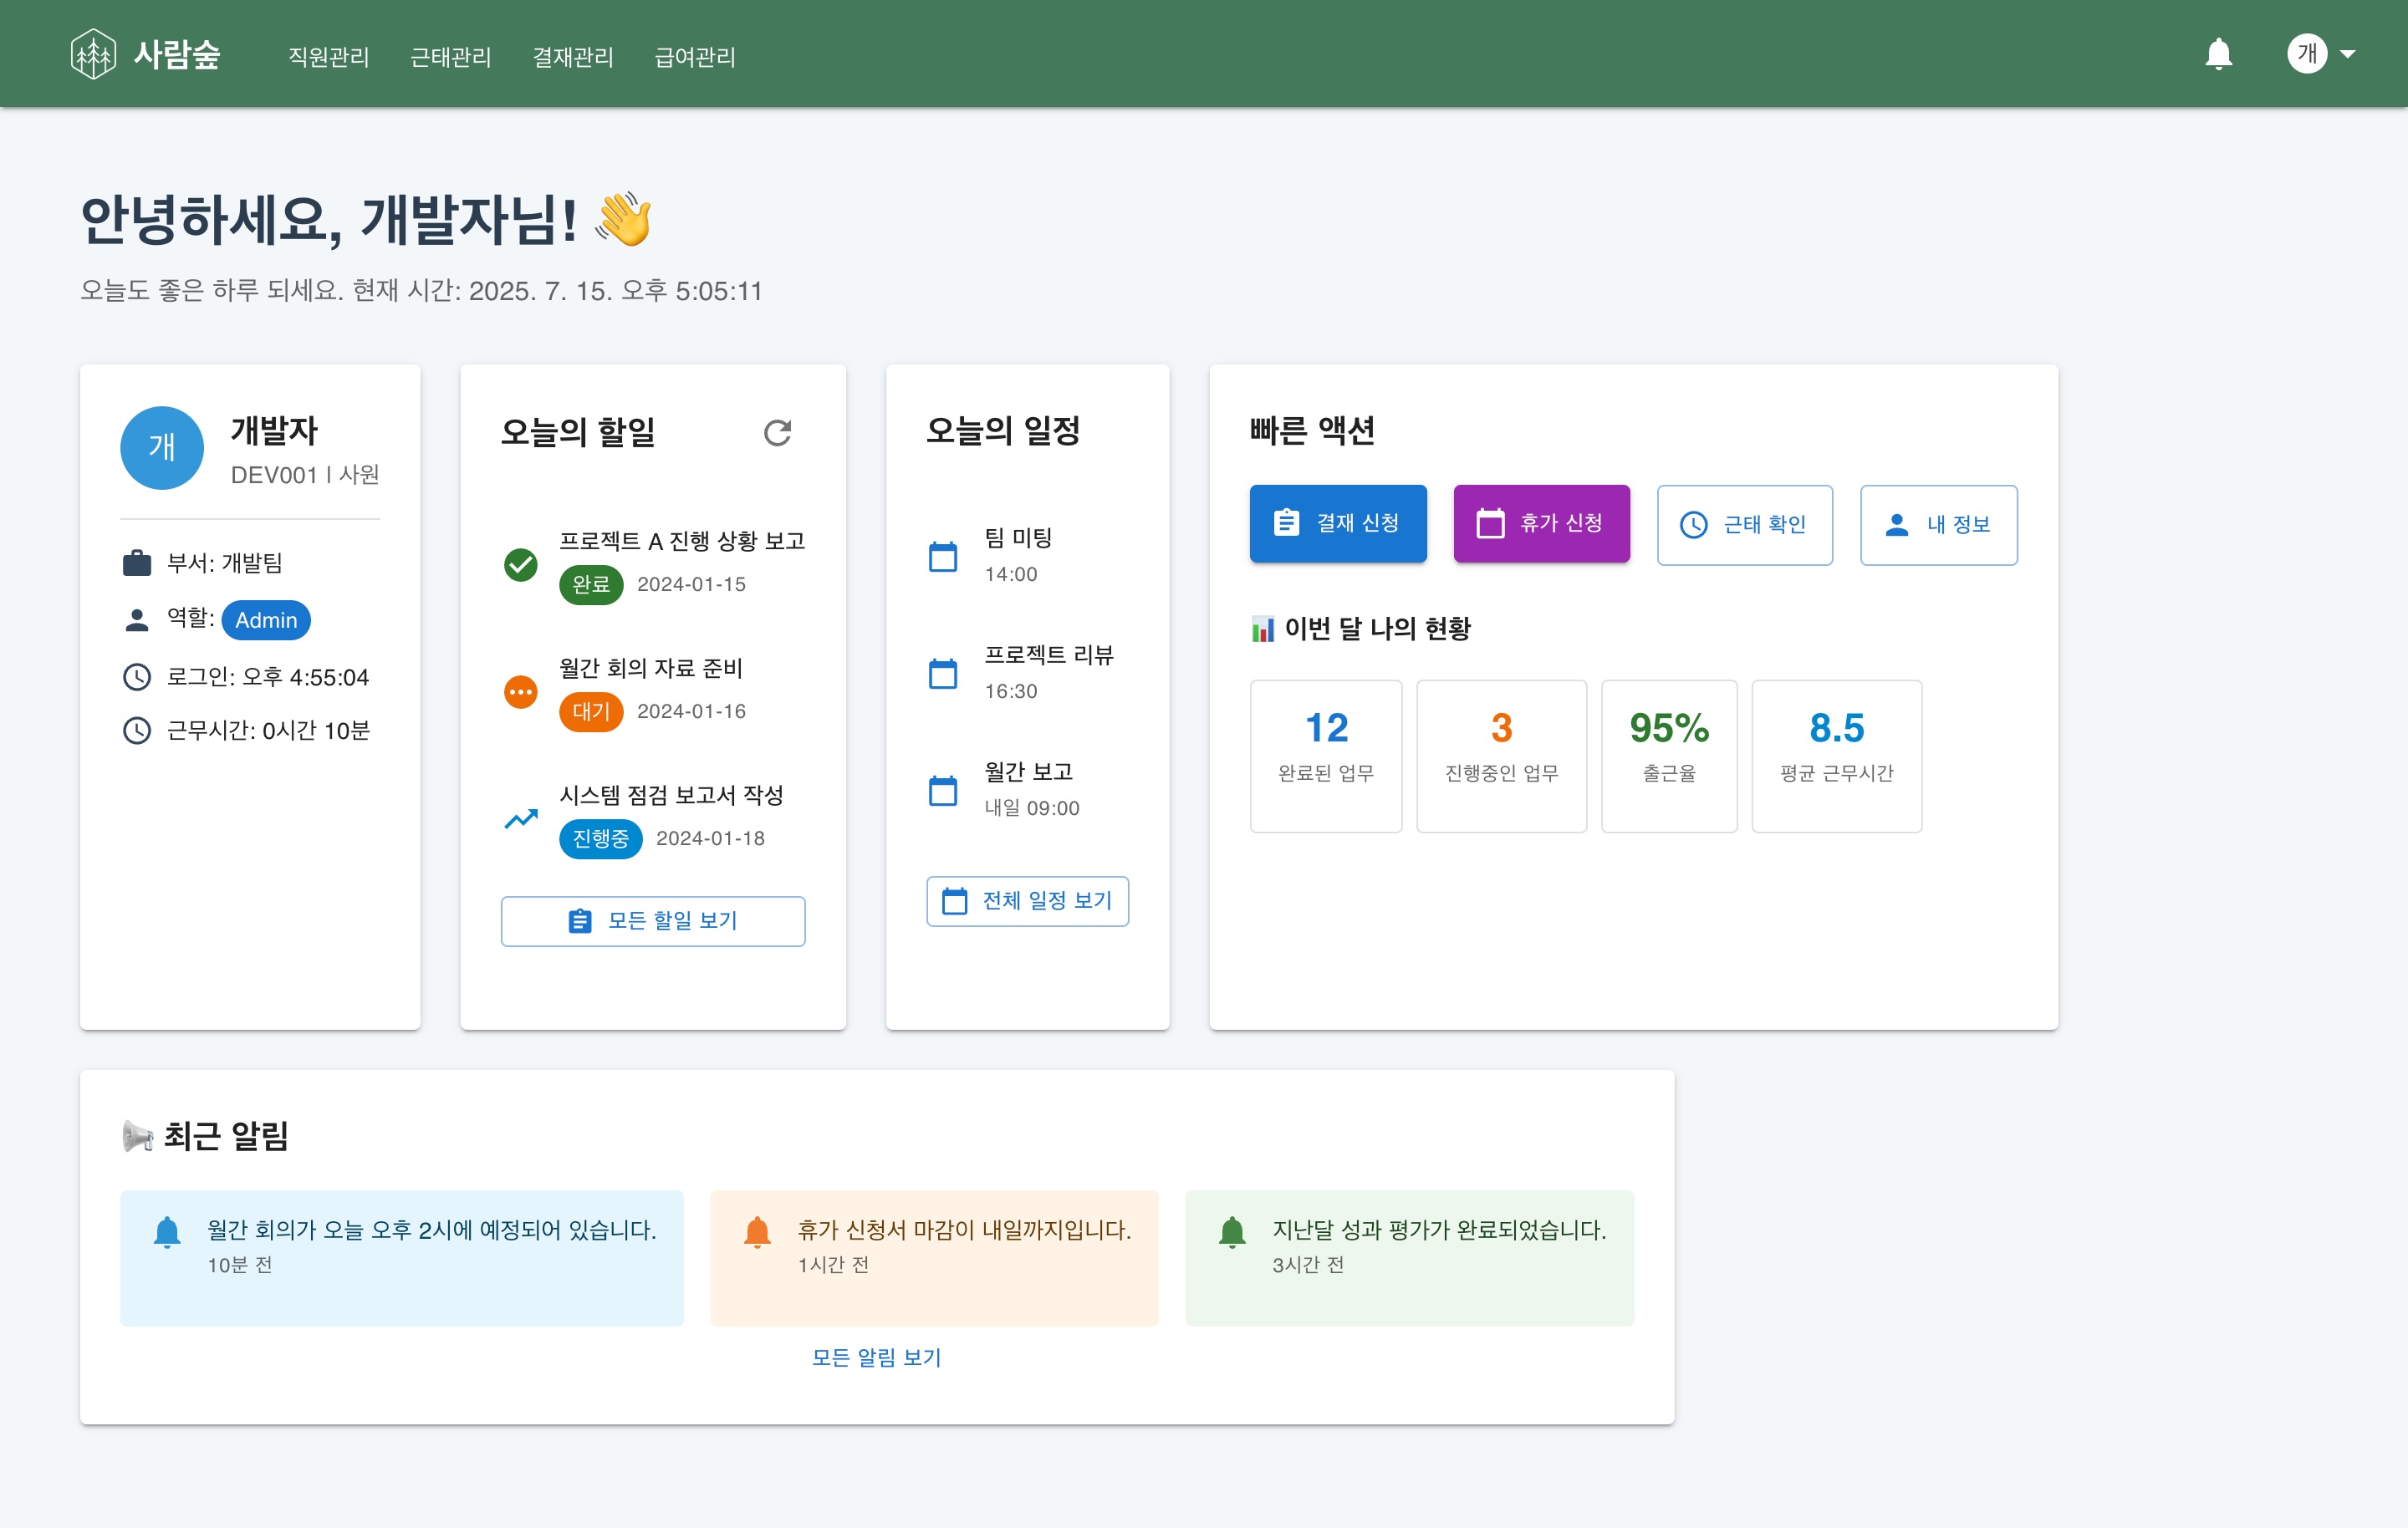 사람숲
직원관리
근태관리
결재관리
급여관리
개
안녕하세요, 개발자님! 👋
오늘도 좋은 하루 되세요. 현재 시간: 2025. 7. 15. 오후 5:05:11
개
개발자
DEV001 | 사원
부서: 개발팀
역할: Admin
로그인: 오후 4:55:04
근무시간: 0시간 10분
오늘의 할일
프로젝트 A 진행 상황 보고
완료 2024-01-15
월간 회의 자료 준비
대기 2024-01-16
시스템 점검 보고서 작성
진행중 2024-01-18
모든 할일 보기
오늘의 일정
팀 미팅
14:00
프로젝트 리뷰
16:30
월간 보고
내일 09:00
전체 일정 보기
빠른 액션
결재 신청
휴가 신청
근태 확인
내 정보
📊 이번 달 나의 현황
12
완료된 업무
3
진행중인 업무
95%
출근율
8.5
평균 근무시간
📢 최근 알림
월간 회의가 오늘 오후 2시에 예정되어 있습니다.
10분 전
휴가 신청서 마감이 내일까지입니다.
1시간 전
지난달 성과 평가가 완료되었습니다.
3시간 전
모든 알림 보기